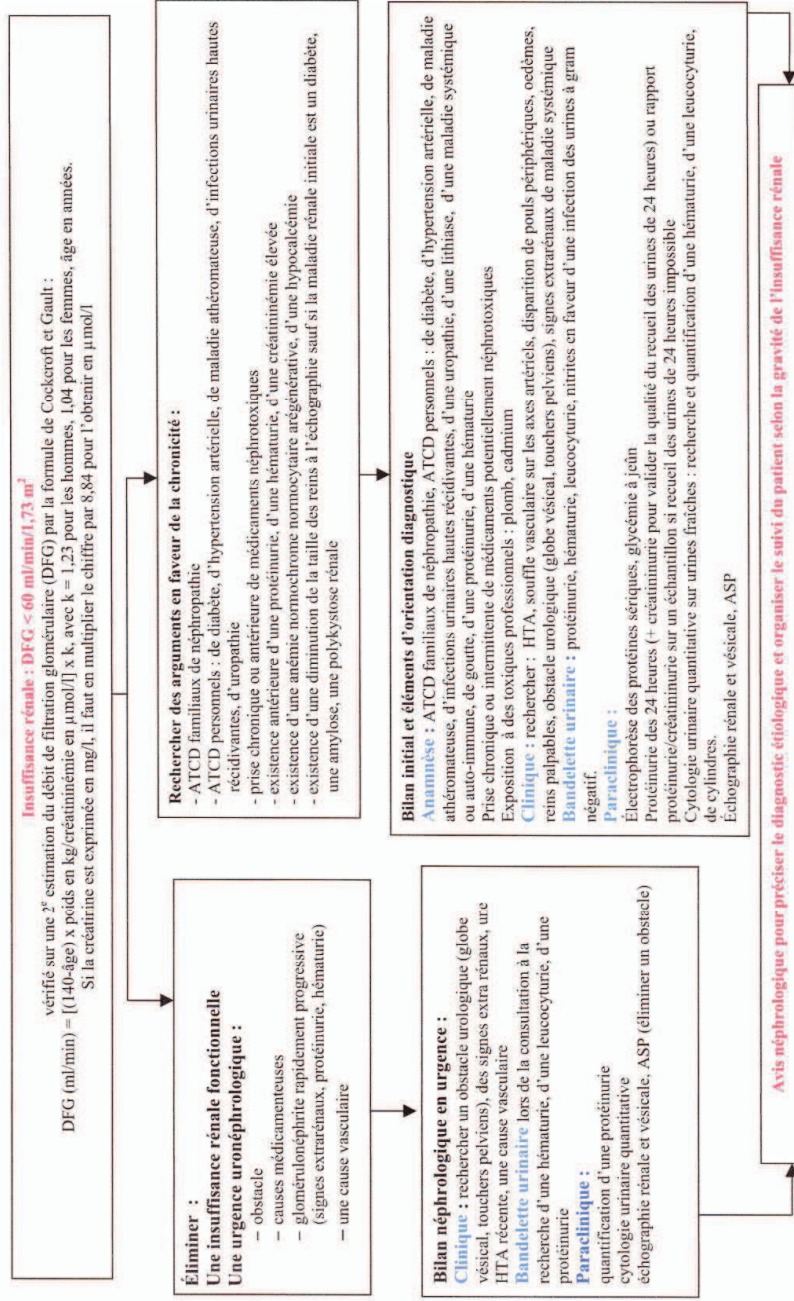 Insuffisance rénale : DFG < 60 ml/min/1,73 m²
vérifié sur une 2e estimation du débit de filtration glomérulaire (DFG) par la formule de Cockcroft et Gault :
DFG (ml/min) = [(140-âge) x poids en kg/créatininémie en µmol/l] x k, avec k = 1,23 pour les hommes, 1,04 pour les femmes, âge en années.
Si la créatinine est exprimée en mg/l, il faut en multiplier le chiffre par 8,84 pour l'obtenir en µmol/l
Éliminer :
Une insuffisance rénale fonctionnelle
Une urgence uronéphrologique :
– obstacle
– causes médicamenteuses
– glomérulonéphrite rapidement progressive
(signes extrarénaux, protéinurie, hématurie)
– une cause vasculaire
Rechercher des arguments en faveur de la chronicité :
- ATCD familiaux de néphropathie
- ATCD personnels : de diabète, d'hypertension artérielle, de maladie athéromateuse, d'infections urinaires hautes
récidivantes, d'uropathie
- prise chronique ou antérieure de médicaments néphrotoxiques
- existence antérieure d'une protéinurie, d'une hématurie, d'une créatininémie élevée
- existence d'une anémie normochrome normocytaire arégénérative, d'une hypocalcémie
- existence d'une diminution de la taille des reins à l'échographie sauf si la maladie rénale initiale est un diabète,
une amylose, une polykystose rénale
Bilan néphrologique en urgence :
Clinique : rechercher un obstacle urologique (globe
vésical, touchers pelviens), des signes extra rénaux, ure
HTA récente, une cause vasculaire
Bandelette urinaire lors de la consultation à la
recherche d'une hématurie, d'une leucocyturie, d'une
protéinurie
Paraclinique :
quantification d'une protéinurie
cytologie urinaire quantitative
échographie rénale et vésicale, ASP (éliminer un obstacle)
Bilan initial et éléments d'orientation diagnostique
Anamnèse : ATCD familiaux de néphropathie, ATCD personnels : de diabète, d'hypertension artérielle, de maladie
athéromateuse, d'infections urinaires hautes récidivantes, d'une uropathie, d'une lithiase, d'une maladie systémique
ou auto-immune, de goutte, d'une protéinurie, d'une hématurie
Prise chronique ou intermittente de médicaments potentiellement néphrotoxiques
Exposition à des toxiques professionnels : plomb, cadmium
Clinique : rechercher : HTA, souffle vasculaire sur les axes artériels, disparition de pouls périphériques, oedèmes,
reins palpables, obstacle urologique (globe vésical, touchers pelviens), signes extrarénaux de maladie systémique
Bandelette urinaire : protéinurie, hématurie, leucocyturie, nitrites en faveur d'une infection des urines à gram
négatif.
Paraclinique :
Électrophorèse des protéines sériques, glycémie à jeûn
Protéinurie des 24 heures (+ créatininurie pour valider la qualité du recueil des urines de 24 heures) ou rapport
protéinurie/créatininurie sur un échantillon si recueil des urines de 24 heures impossible
Cytologie urinaire quantitative sur urines fraîches : recherche et quantification d'une hématurie, d'une leucocyturie,
de cylindres.
Échographie rénale et vésicale, ASP
Avis néphrologique pour préciser le diagnostic étiologique et organiser le suivi du patient selon la gravité de l'insuffisance rénale